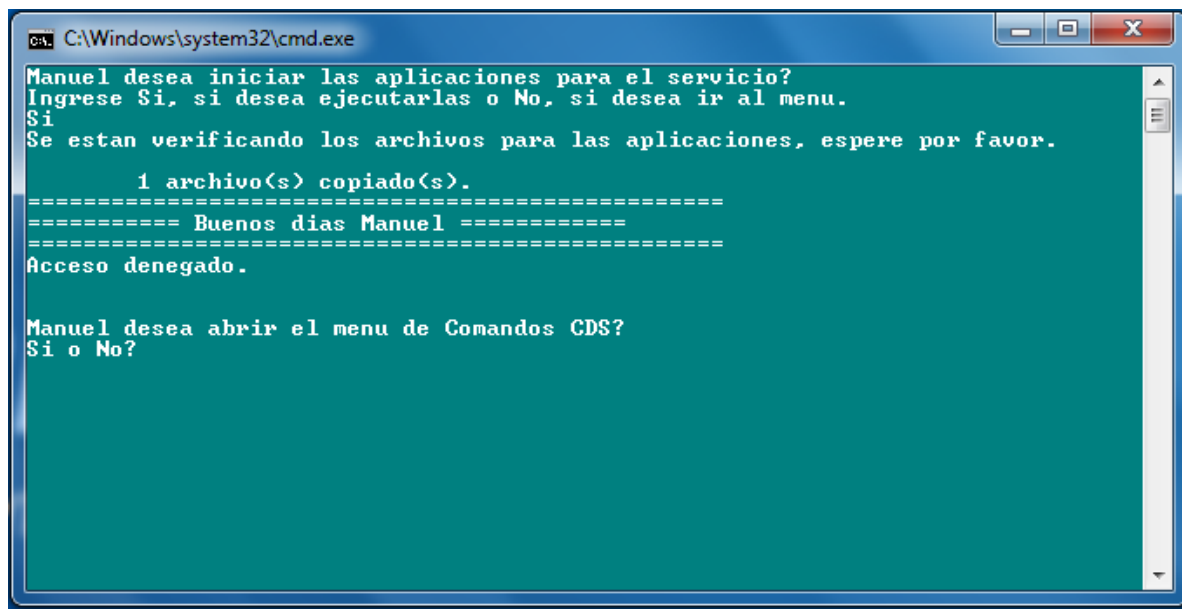 C:\Windows\system32\cmd.exe
Manuel desea iniciar las aplicaciones para el servicio?
Ingrese Si, si desea ejecutarlas o No, si desea ir al menu.
Si
Se estan verificando los archivos para las aplicaciones, espere por favor.
1 archivo(s) copiado(s).
==================================================
=========== Buenos dias Manuel ============
==================================================
Acceso denegado.
Manuel desea abrir el menu de Comandos CDS?
Si o No?